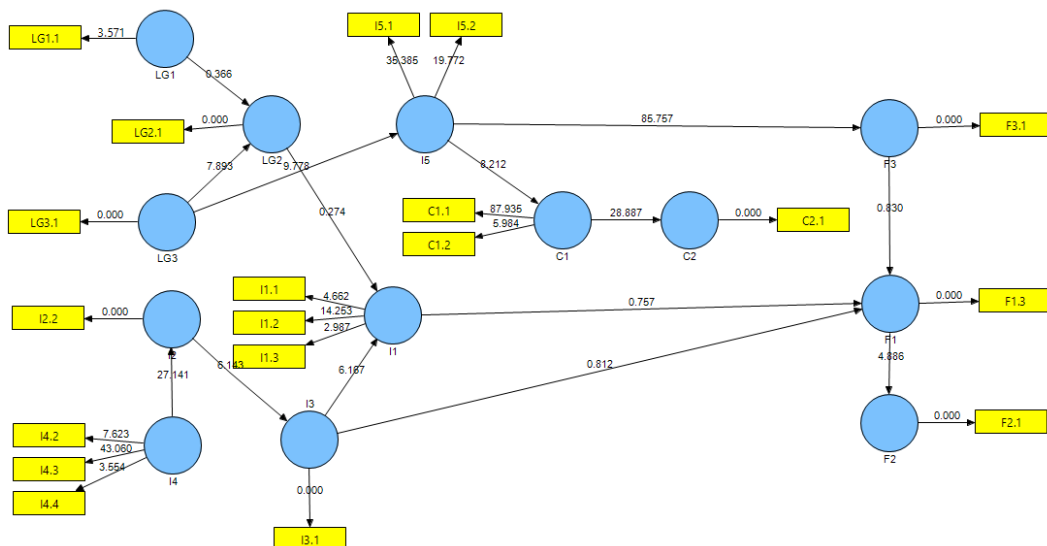 I5.1
I5.2
LG1.1
3.571
LG1
0.366
35.385
19.772
LG2.1
0.000
LG2
I5
85.757
F3
0.000
F3.1
7.893
9.778
8.212
LG3.1
0.000
LG3
0.274
C1.1
87.935
C1.2
5.984
C1
28.887
C2
0.000
C2.1
0.830
I1.1
4.662
I1.2
14.253
I1.3
2.987
I1
0.757
F1
0.000
F1.3
I2.2
0.000
I2
27.141
6.143
6.167
0.812
4.886
I3
I4.2
7.623
I4.3
43.060
I4.4
3.554
I4
F2
0.000
F2.1
0.000
I3.1